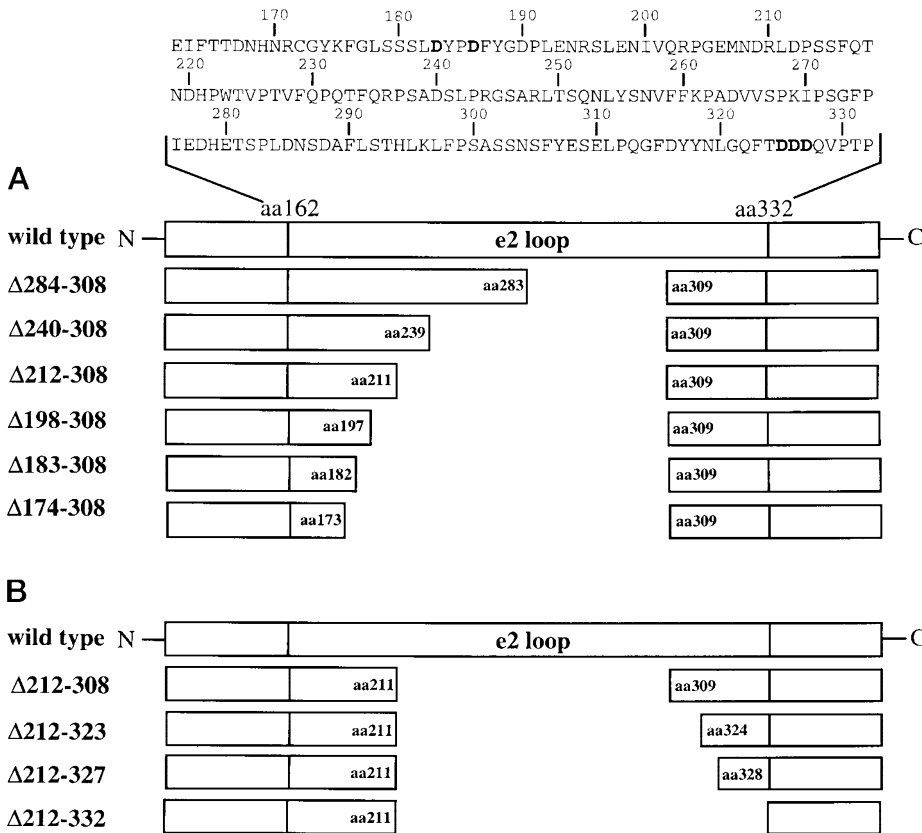 170 180 190 200 210
EIFTTDNHNRCGYKFGLSSSLDYPDFYGDPLENRSLENIVQRPGEMNDRLDPSSFQT
220 230 240 250 260 270
NDHPWTVPTVFQPQTFQRPSADSLPRGSARLTSQNLYSNVFFKPADVVSPKIPSGFP
280 290 300 310 320 330
IEDHETSPLDNSDAFLSTHLKLFPSASSNSFYESELPQGFDYYNLGQFTDDDQVPTP
A
aa162 aa332
wild type N e2 loop C
Δ284-308 aa283 aa309
Δ240-308 aa239 aa309
Δ212-308 aa211 aa309
Δ198-308 aa197 aa309
Δ183-308 aa182 aa309
Δ174-308 aa173 aa309
B
wild type N e2 loop C
Δ212-308 aa211 aa309
Δ212-323 aa211 aa324
Δ212-327 aa211 aa328
Δ212-332 aa211